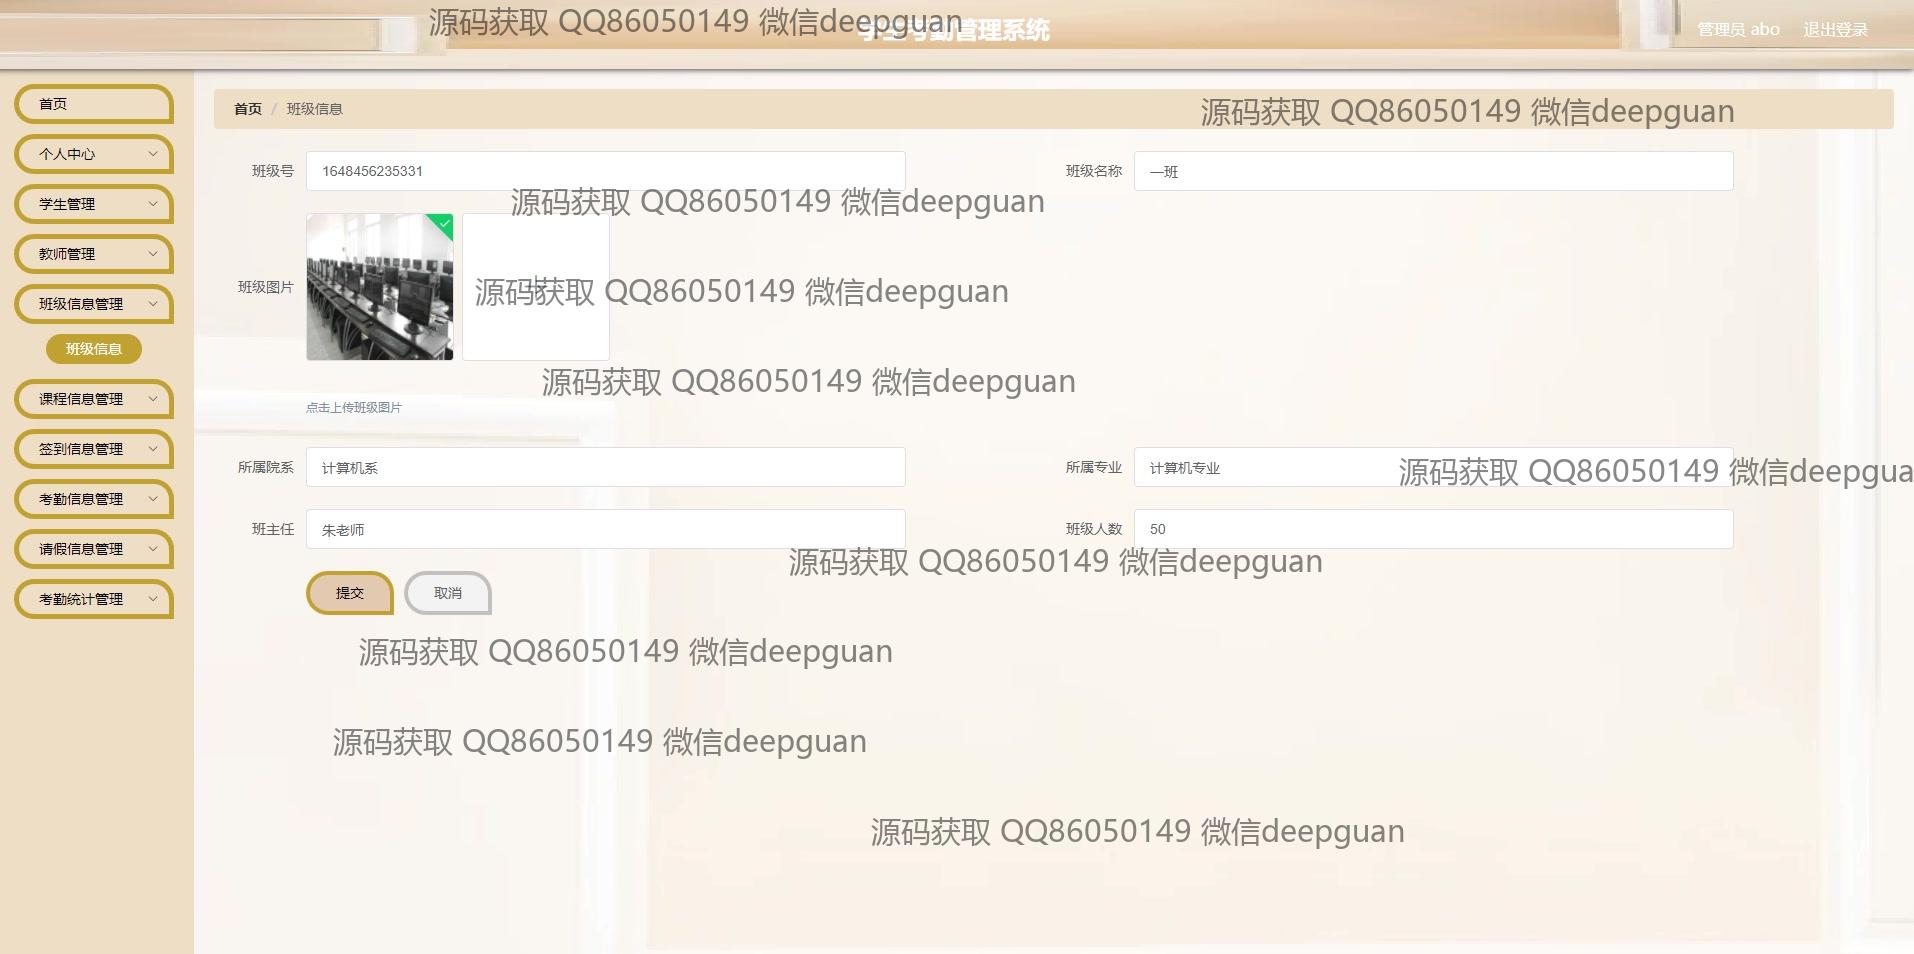 源码获取 QQ86050149 微信deepguan
管理系统
管理员 abo
退出登录
首页
个人中心
学生管理
教师管理
班级信息管理
班级信息
课程信息管理
签到信息管理
考勤信息管理
请假信息管理
考勤统计管理
首页 / 班级信息
源码获取 QQ86050149 微信deepguan
班级号 1648456235331
班级名称 一班
源码获取 QQ86050149 微信deepguan
班级图片
源码获取 QQ86050149 微信deepguan
源码获取 QQ86050149 微信deepguan
点击上传班级图片
所属院系 计算机系
所属专业 计算机专业
源码获取 QQ86050149 微信deepgua
班主任 朱老师
班级人数 50
源码获取 QQ86050149 微信deepguan
提交
取消
源码获取 QQ86050149 微信deepguan
源码获取 QQ86050149 微信deepguan
源码获取 QQ86050149 微信deepguan